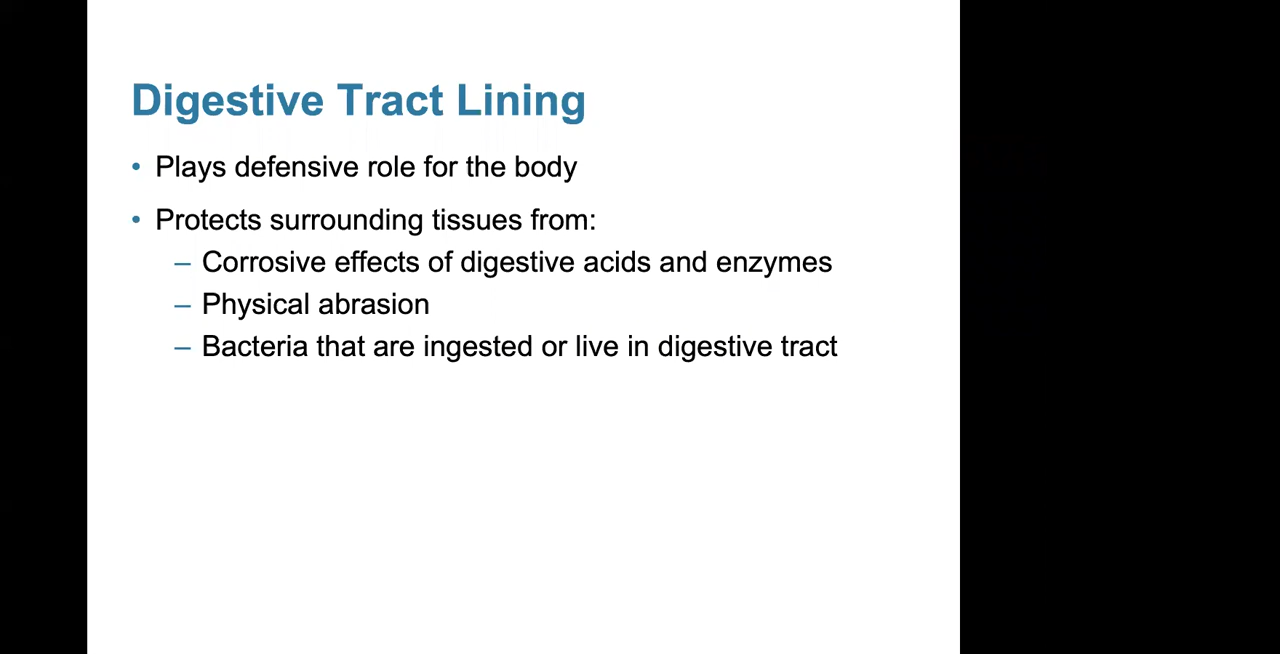 Digestive Tract Lining
• Plays defensive role for the body
• Protects surrounding tissues from:
– Corrosive effects of digestive acids and enzymes
– Physical abrasion
– Bacteria that are ingested or live in digestive tract